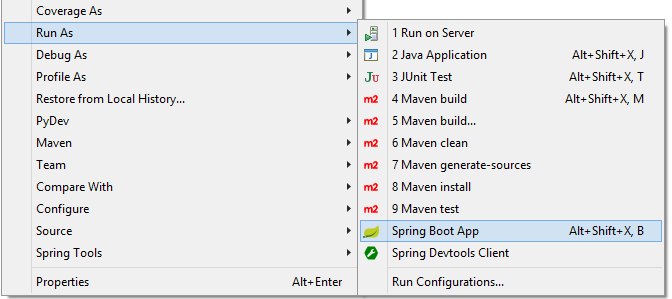 Coverage As
Run As
Debug As
Profile As
Restore from Local History...
PyDev
Maven
Team
Compare With
Configure
Source
Spring Tools
Properties Alt+Enter
1 Run on Server
J 2 Java Application Alt+Shift+X, J
Ju 3 JUnit Test Alt+Shift+X, T
m2 4 Maven build Alt+Shift+X, M
m2 5 Maven build...
m2 6 Maven clean
m2 7 Maven generate-sources
m2 8 Maven install
m2 9 Maven test
Spring Boot App Alt+Shift+X, B
Spring Devtools Client
Run Configurations...